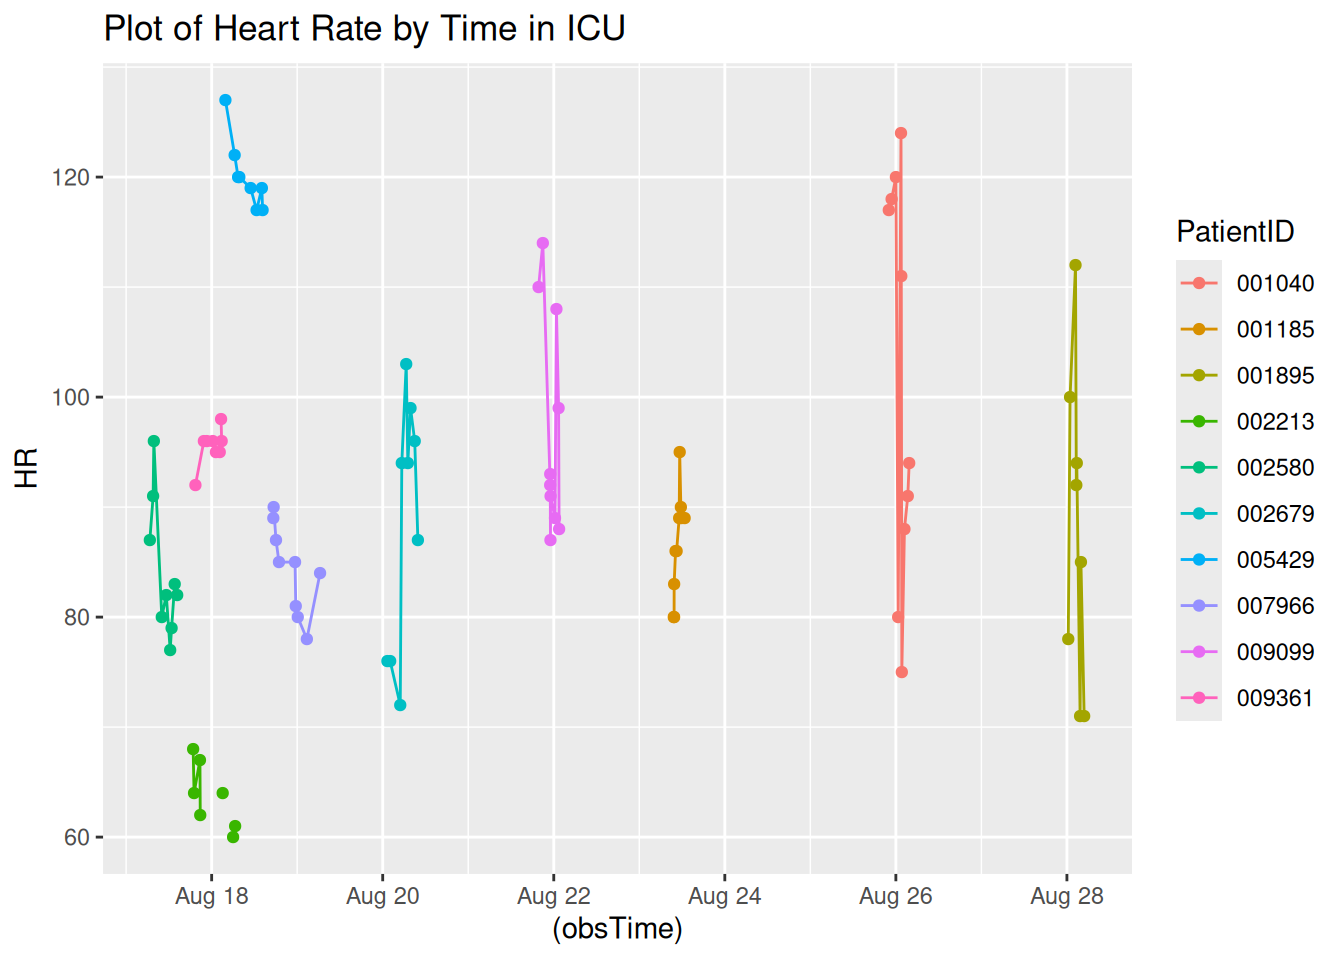 Plot of Heart Rate by Time in ICU
120
100
80
60
HR
Aug 18
Aug 20
Aug 22
Aug 24
Aug 26
Aug 28
(obsTime)
PatientID
001040
001185
001895
002213
002580
002679
005429
007966
009099
009361